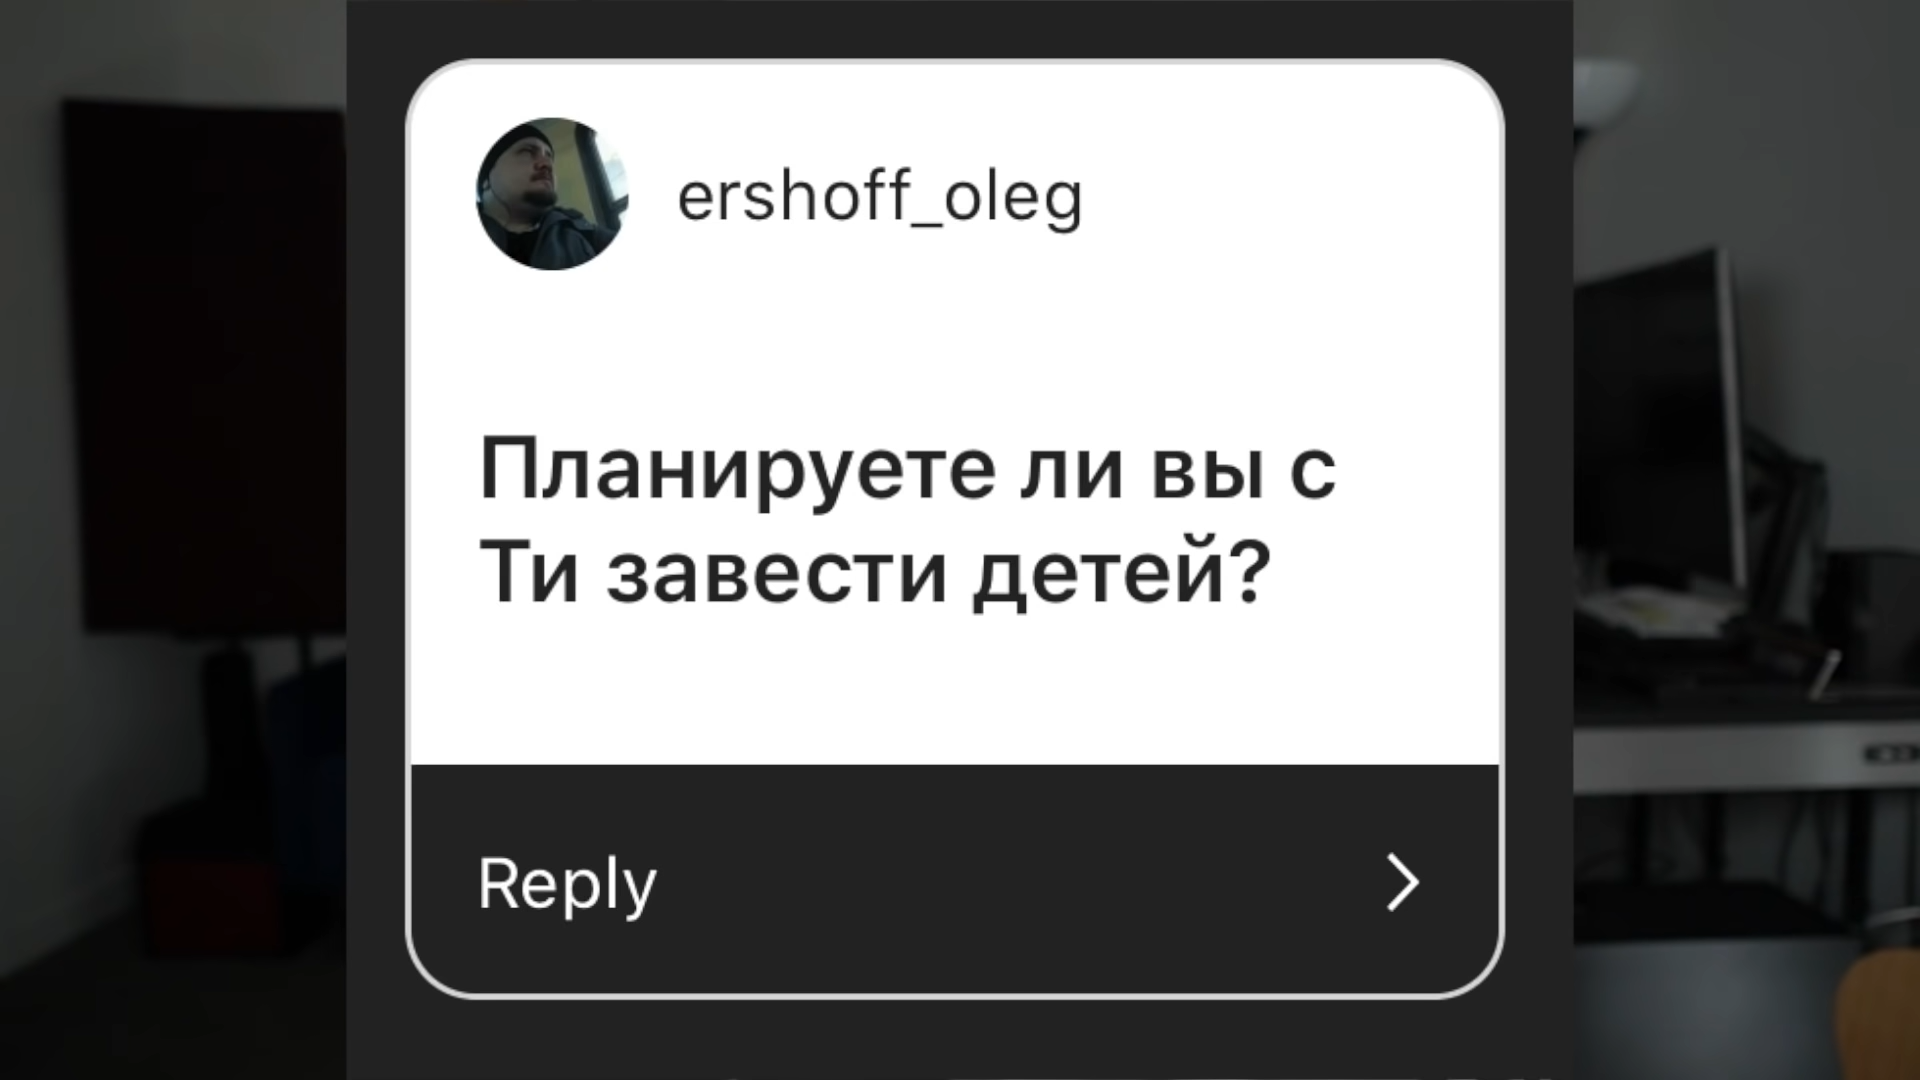 ershoff_oleg
Планируете ли вы с
Ти завести детей?
Reply